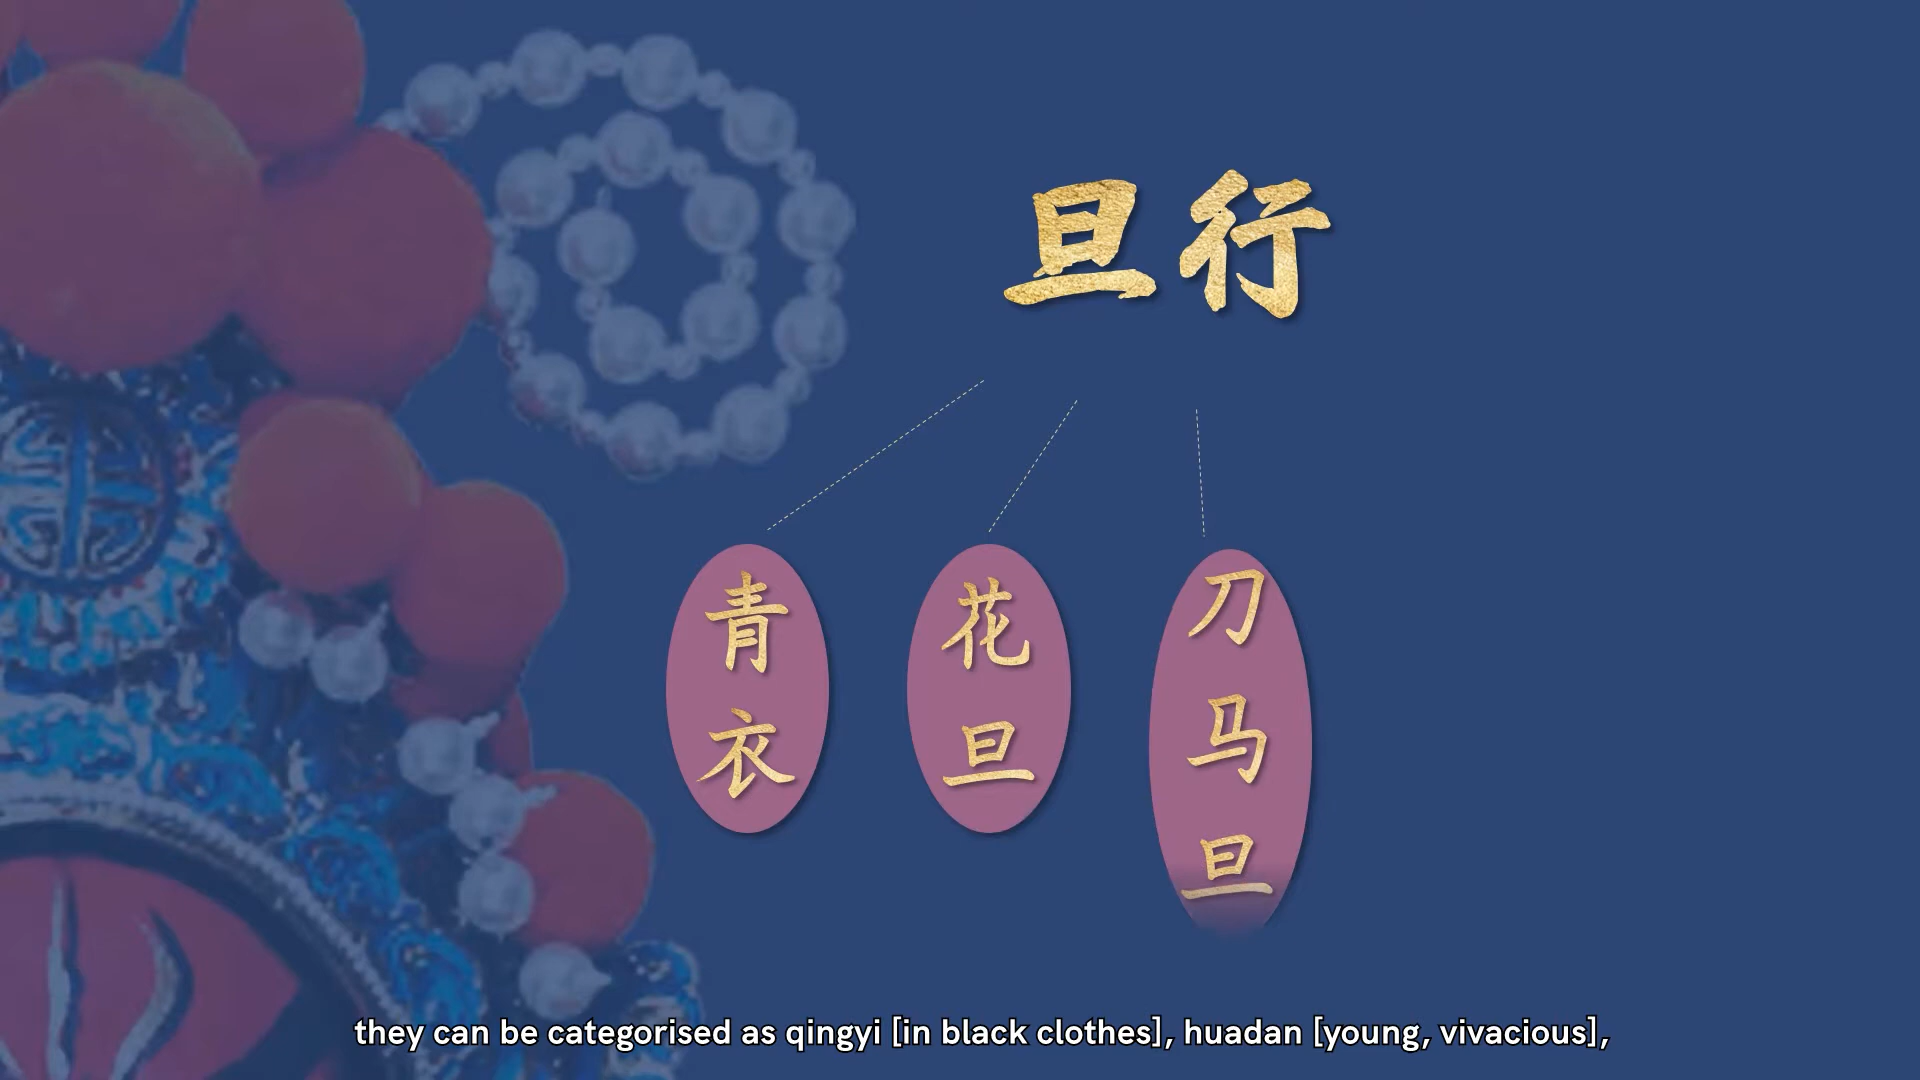 旦行
青衣
花旦
刀马旦
they can be categorised as qingyi [in black clothes], huadan [young, vivacious],